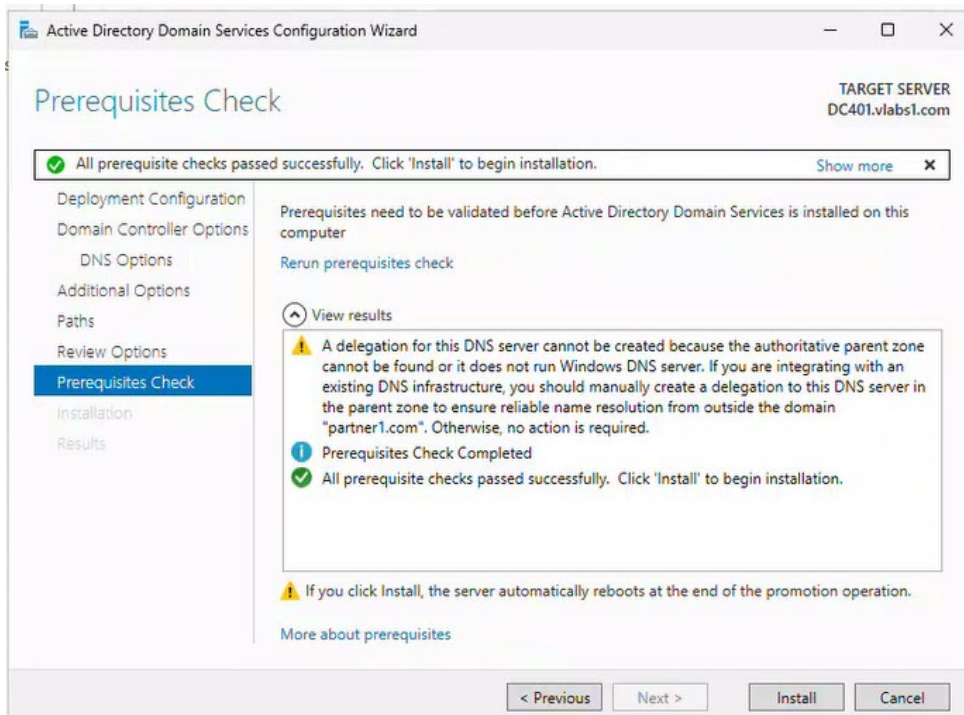 Active Directory Domain Services Configuration Wizard
Prerequisites Check
TARGET SERVER
DC401.vlabs1.com
All prerequisite checks passed successfully. Click 'Install' to begin installation.
Show more
Deployment Configuration
Domain Controller Options
DNS Options
Additional Options
Paths
Review Options
Prerequisites Check
Installation
Results
Prerequisites need to be validated before Active Directory Domain Services is installed on this
computer
Rerun prerequisites check
View results
A delegation for this DNS server cannot be created because the authoritative parent zone
cannot be found or it does not run Windows DNS server. If you are integrating with an
existing DNS infrastructure, you should manually create a delegation to this DNS server in
the parent zone to ensure reliable name resolution from outside the domain
"partner1.com". Otherwise, no action is required.
Prerequisites Check Completed
All prerequisite checks passed successfully. Click 'Install' to begin installation.
If you click Install, the server automatically reboots at the end of the promotion operation.
More about prerequisites
< Previous
Next >
Install
Cancel